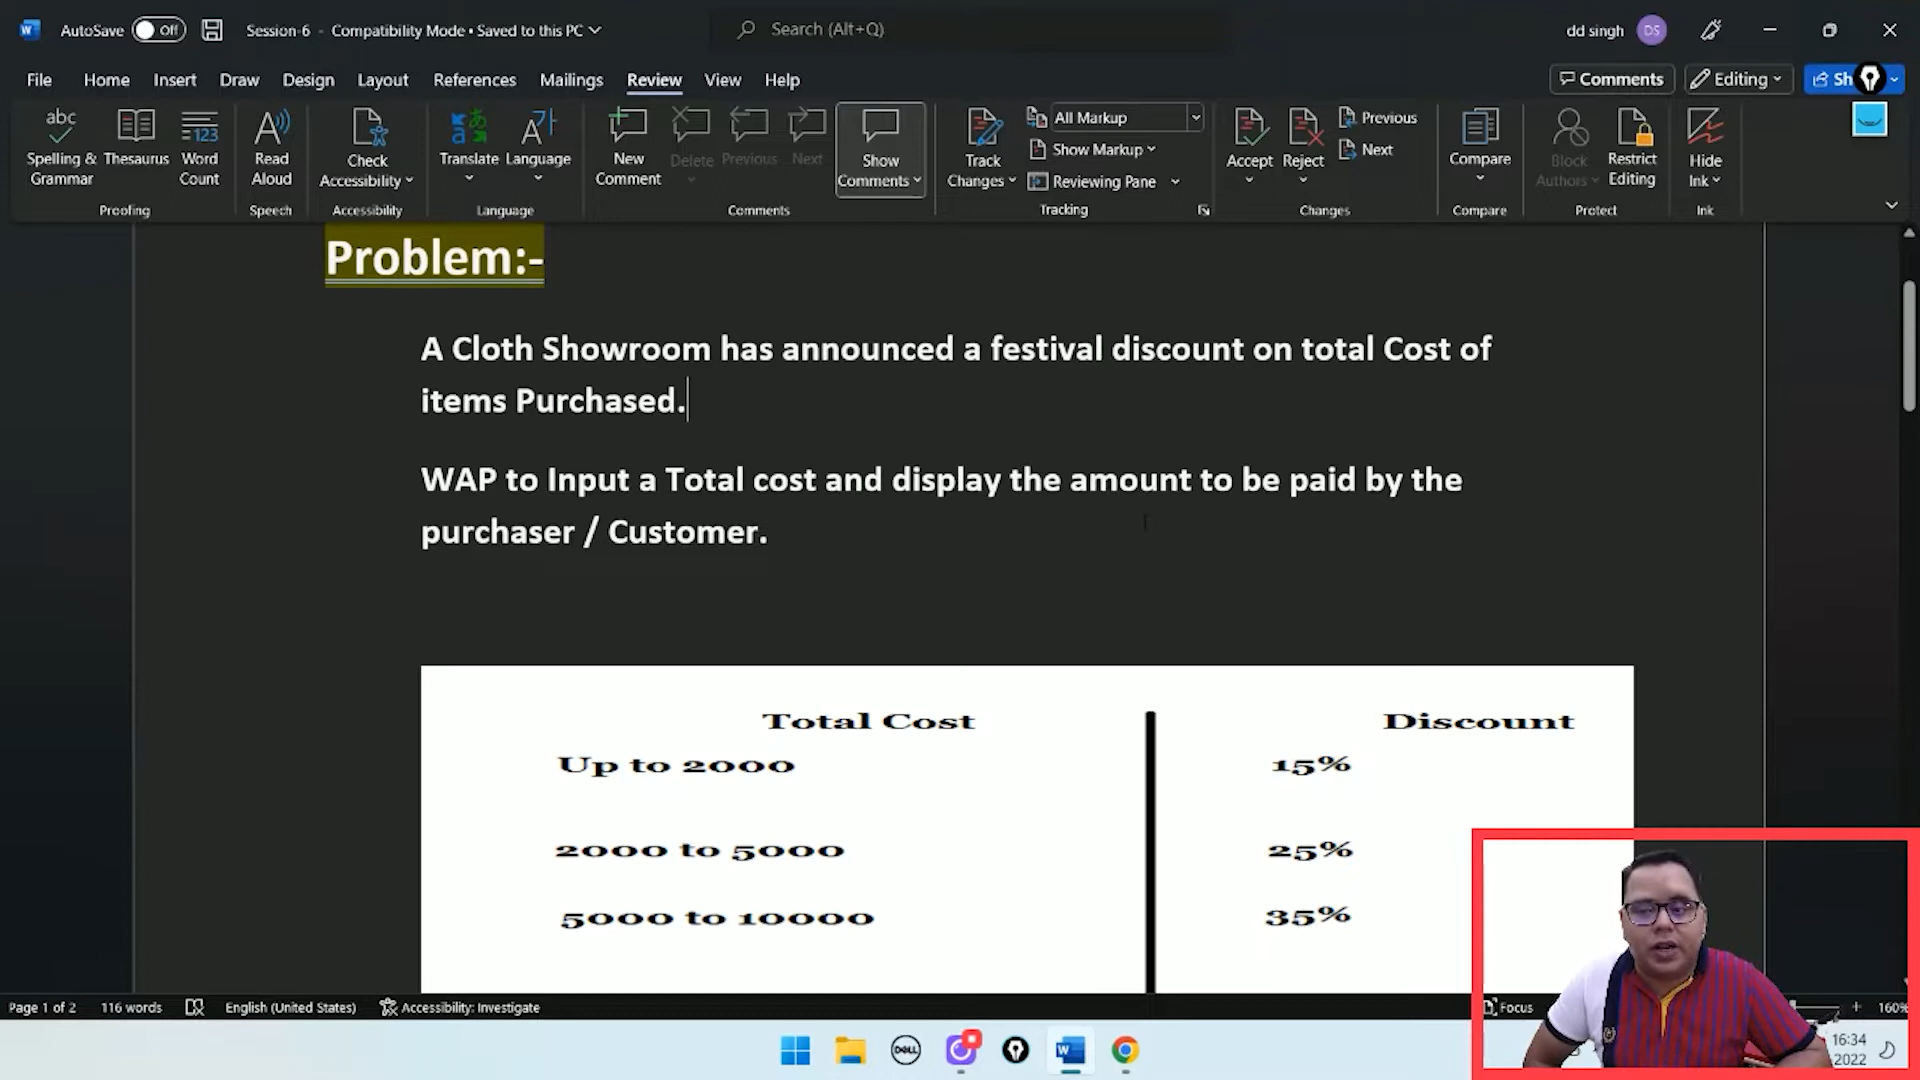 AutoSave Off Session-6 - Compatibility Mode • Saved to this PC Search (Alt+Q) dd singh DS
File Home Insert Draw Design Layout References Mailings Review View Help Comments Editing Sh
abc Spelling & Grammar
Thesaurus
123 Word Count
Read Aloud
Check Accessibility
Translate
Language
New Comment
Delete
Previous
Next
Show Comments
Track Changes
All Markup
Show Markup
Reviewing Pane
Accept
Reject
Previous
Next
Compare
Block Authors
Restrict Editing
Hide Ink
Proofing Speech Accessibility Language Comments Tracking Changes Compare Protect Ink
Problem:-
A Cloth Showroom has announced a festival discount on total Cost of
items Purchased.
WAP to Input a Total cost and display the amount to be paid by the
purchaser / Customer.
Total Cost Discount
Up to 2000 15%
2000 to 5000 25%
5000 to 10000 35%
Page 1 of 2 116 words English (United States) Accessibility: Investigate Focus 160%
DELL
16:34
2022